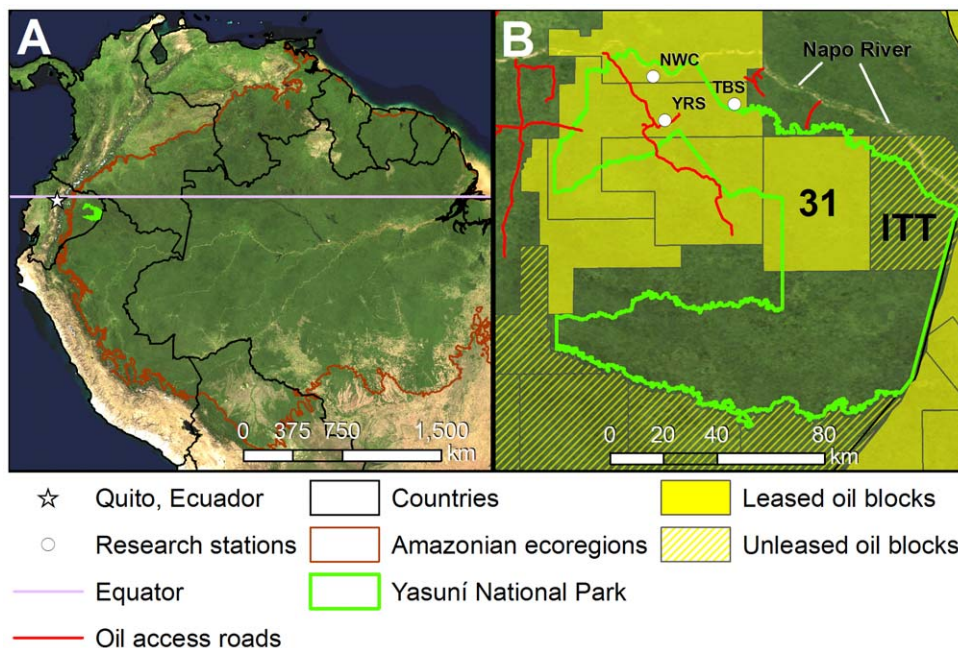 A
B
NWC
TBS
YRS
Napo River
31
ITT
0 375 750 1,500
km
0 20 40 80
km
Quito, Ecuador
Countries
Leased oil blocks
Research stations
Amazonian ecoregions
Unleased oil blocks
Equator
Yasuní National Park
Oil access roads